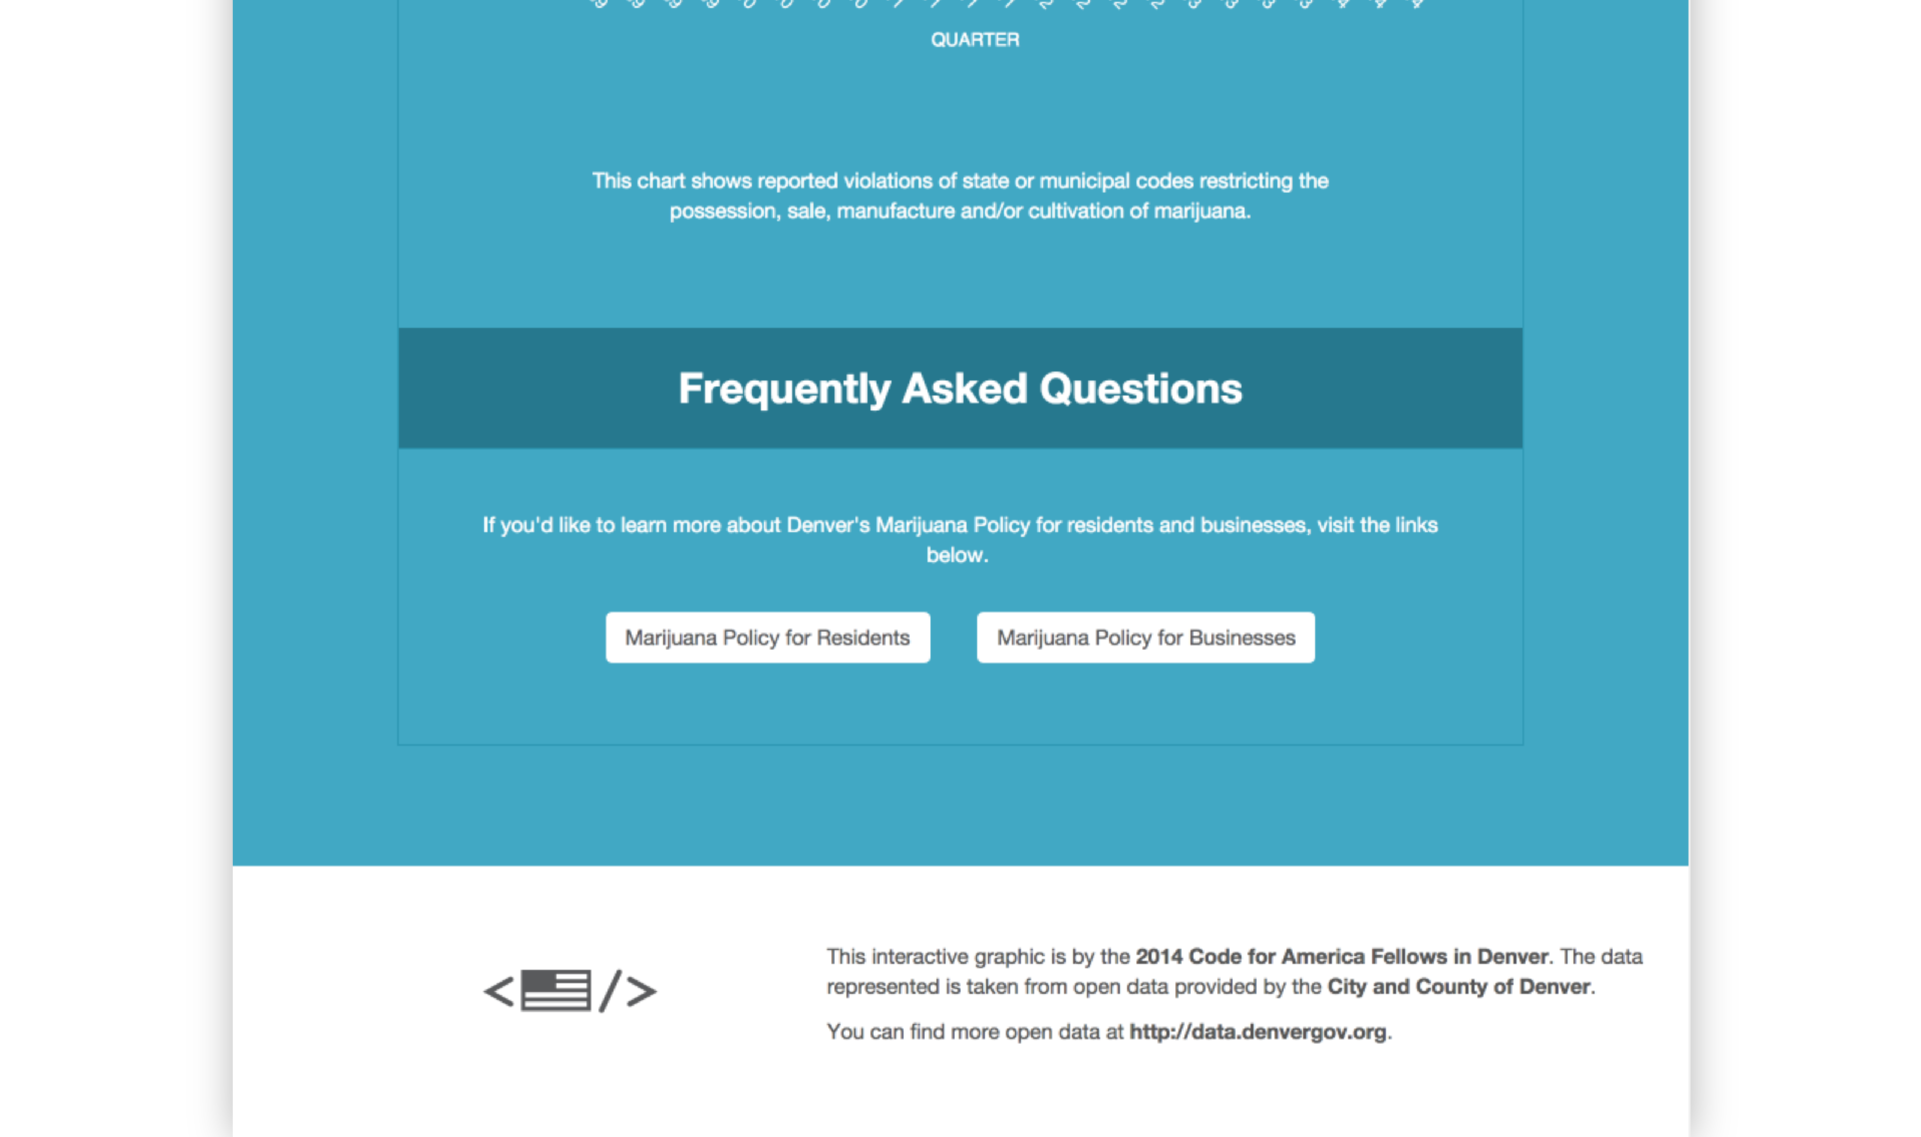 QUARTER
This chart shows reported violations of state or municipal codes restricting the
possession, sale, manufacture and/or cultivation of marijuana.
Frequently Asked Questions
If you'd like to learn more about Denver's Marijuana Policy for residents and businesses, visit the links
below.
Marijuana Policy for Residents
Marijuana Policy for Businesses
This interactive graphic is by the 2014 Code for America Fellows in Denver. The data
represented is taken from open data provided by the City and County of Denver.
You can find more open data at http://data.denvergov.org.